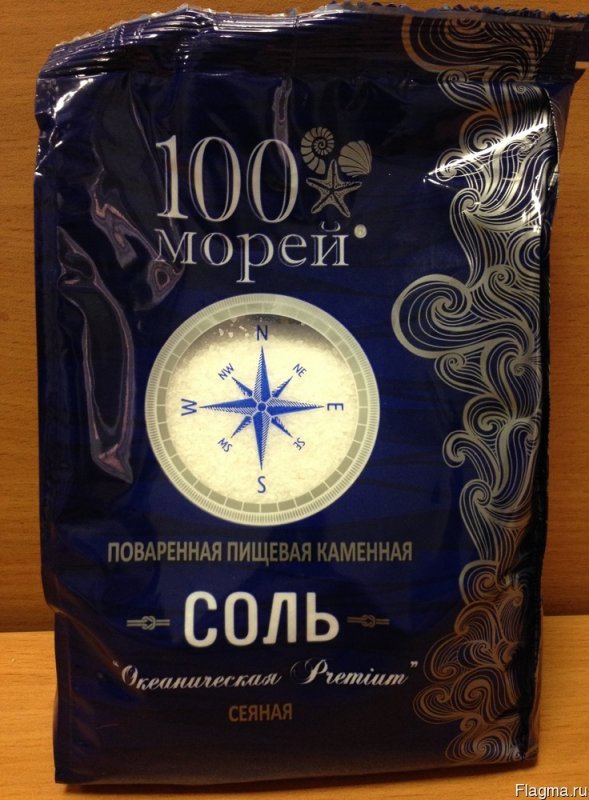 100
морей
N
NW
NE
W
E
SW
SE
S
ПОВАРЕННАЯ ПИЩЕВАЯ КАМЕННАЯ
СОЛЬ
"Океаническая Premium"
СЕЯНАЯ
Flagma.ru